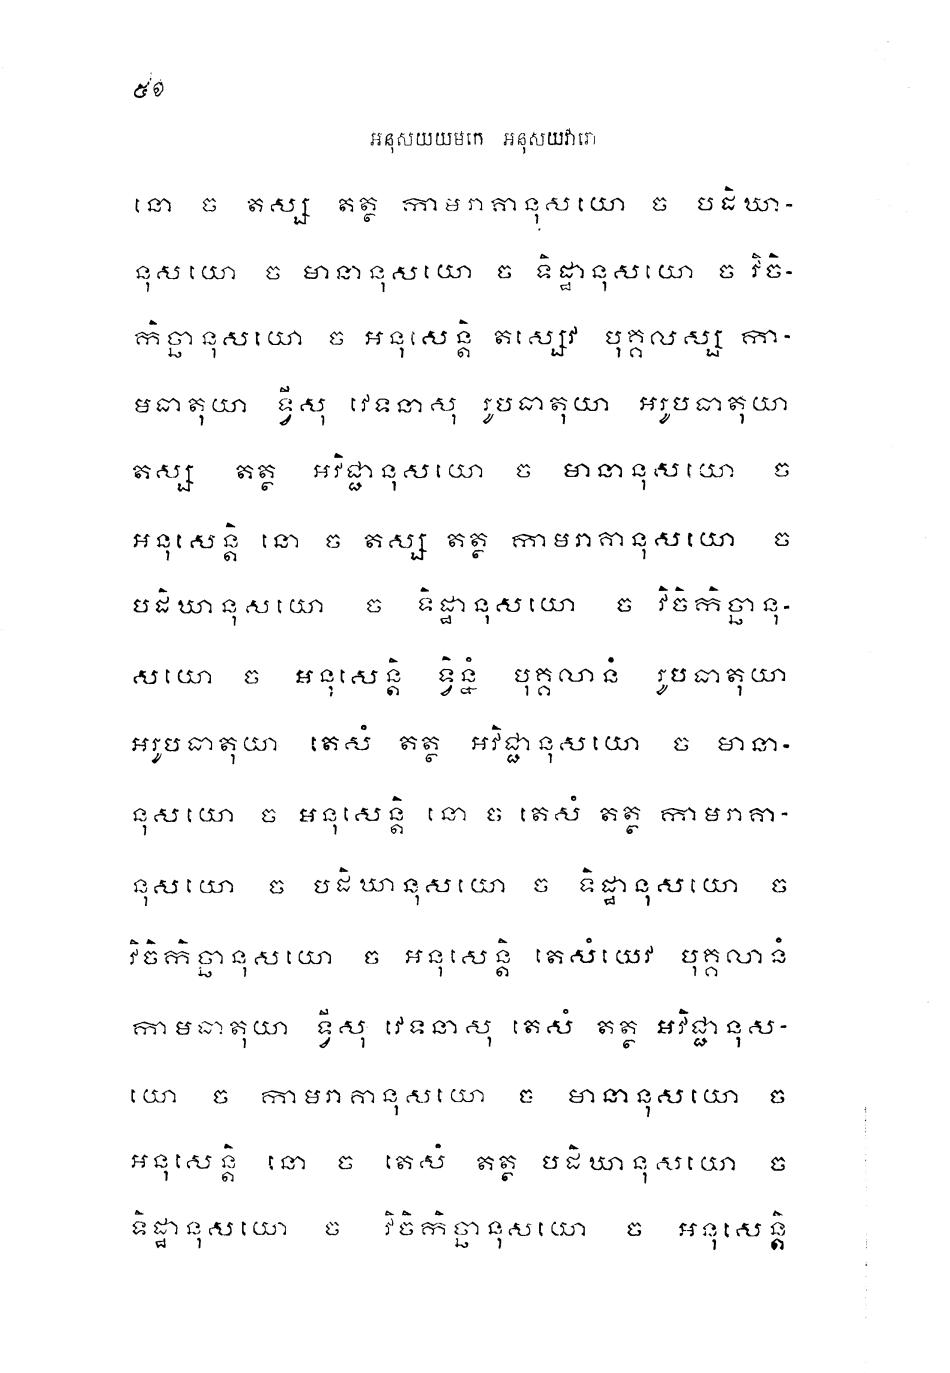 ៥១
អនុសយយមកេ អនុសយវារោ
នោ ច តស្ស តត្ថ កាមរាគានុសយោ ច បដិឃា-
នុសយោ ច មានានុសយោ ច ទិដ្ឋានុសយោ ច វិចិ-
កិច្ឆានុសយោ ច អនុសេន្តិ តស្សេវ បុគ្គលស្ស កា-
មធាតុយា ទ្វីសុ វេទនាសុ រូបធាតុយា អរូបធាតុយា
តស្ស តត្ថ អវិជ្ជានុសយោ ច មានានុសយោ ច
អនុសេន្តិ នោ ច តស្ស តត្ថ កាមរាគានុសយោ ច
បដិឃានុសយោ ច ទិដ្ឋានុសយោ ច វិចិកិច្ឆានុ-
សយោ ច អនុសេន្តិ ទ្វិន្នំ បុគ្គលានំ រូបធាតុយា
អរូបធាតុយា តេសំ តត្ថ អវិជ្ជានុសយោ ច មានា-
នុសយោ ច អនុសេន្តិ នោ ច តេសំ តត្ថ កាមរាគា-
នុសយោ ច បដិឃានុសយោ ច ទិដ្ឋានុសយោ ច
វិចិកិច្ឆានុសយោ ច អនុសេន្តិ តេសំយេវ បុគ្គលានំ
កាមធាតុយា ទ្វីសុ វេទនាសុ តេសំ តត្ថ អវិជ្ជានុស-
យោ ច កាមរាគានុសយោ ច មានានុសយោ ច
អនុសេន្តិ នោ ច តេសំ តត្ថ បដិឃានុសយោ ច
ទិដ្ឋានុសយោ ច វិចិកិច្ឆានុសយោ ច អនុសេន្តិ